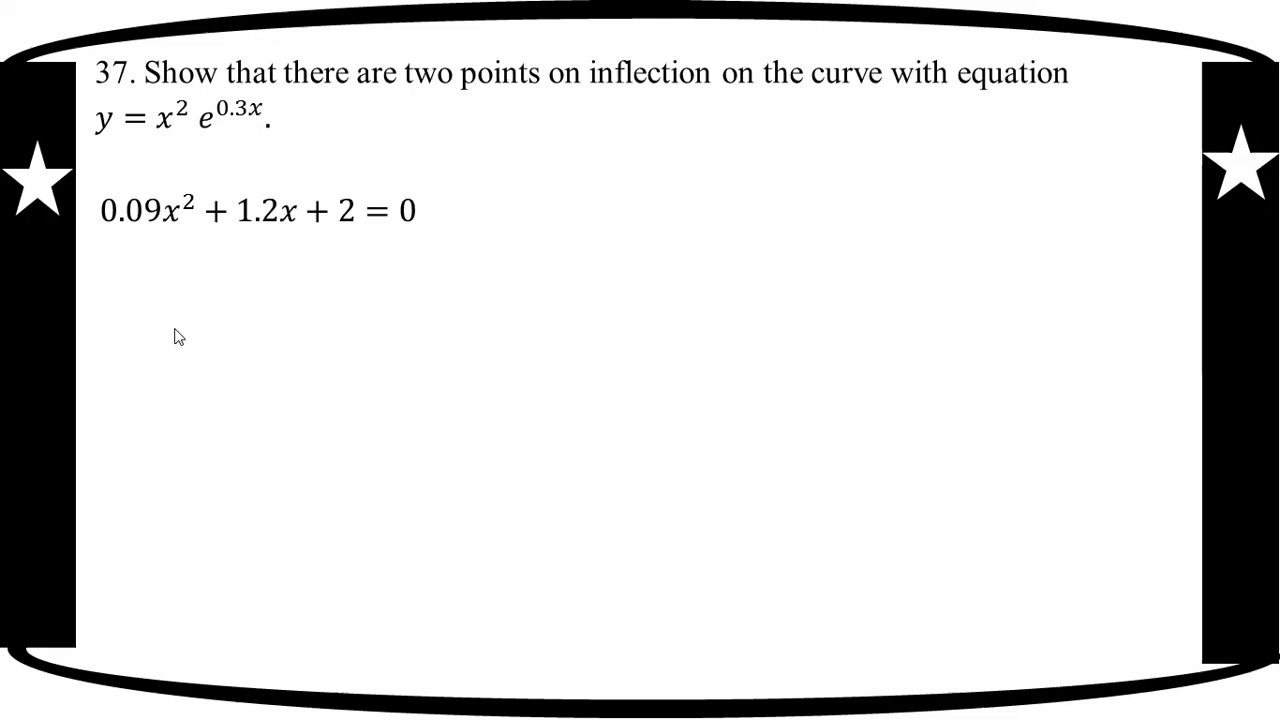 37. Show that there are two points on inflection on the curve with equation
𝑦 = 𝑥² 𝑒^{0.3𝑥}.
0.09𝑥² + 1.2𝑥 + 2 = 0